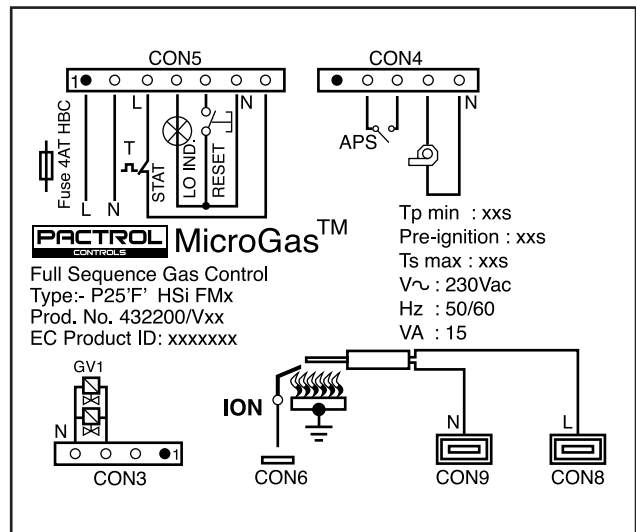 CON5
CON4
1
L
N
N
Fuse 4AT HBC
T
STAT
LO IND.
RESET
APS
L N
PACTROL
CONTROLS
MicroGas™
Full Sequence Gas Control
Type:- P25'F' HSi FMx
Prod. No. 432200/Vxx
EC Product ID: xxxxxxx
Tp min : xxs
Pre-ignition : xxs
Ts max : xxs
V∿ : 230Vac
Hz : 50/60
VA : 15
GV1
N
1
CON3
ION
CON6
N
CON9
L
CON8